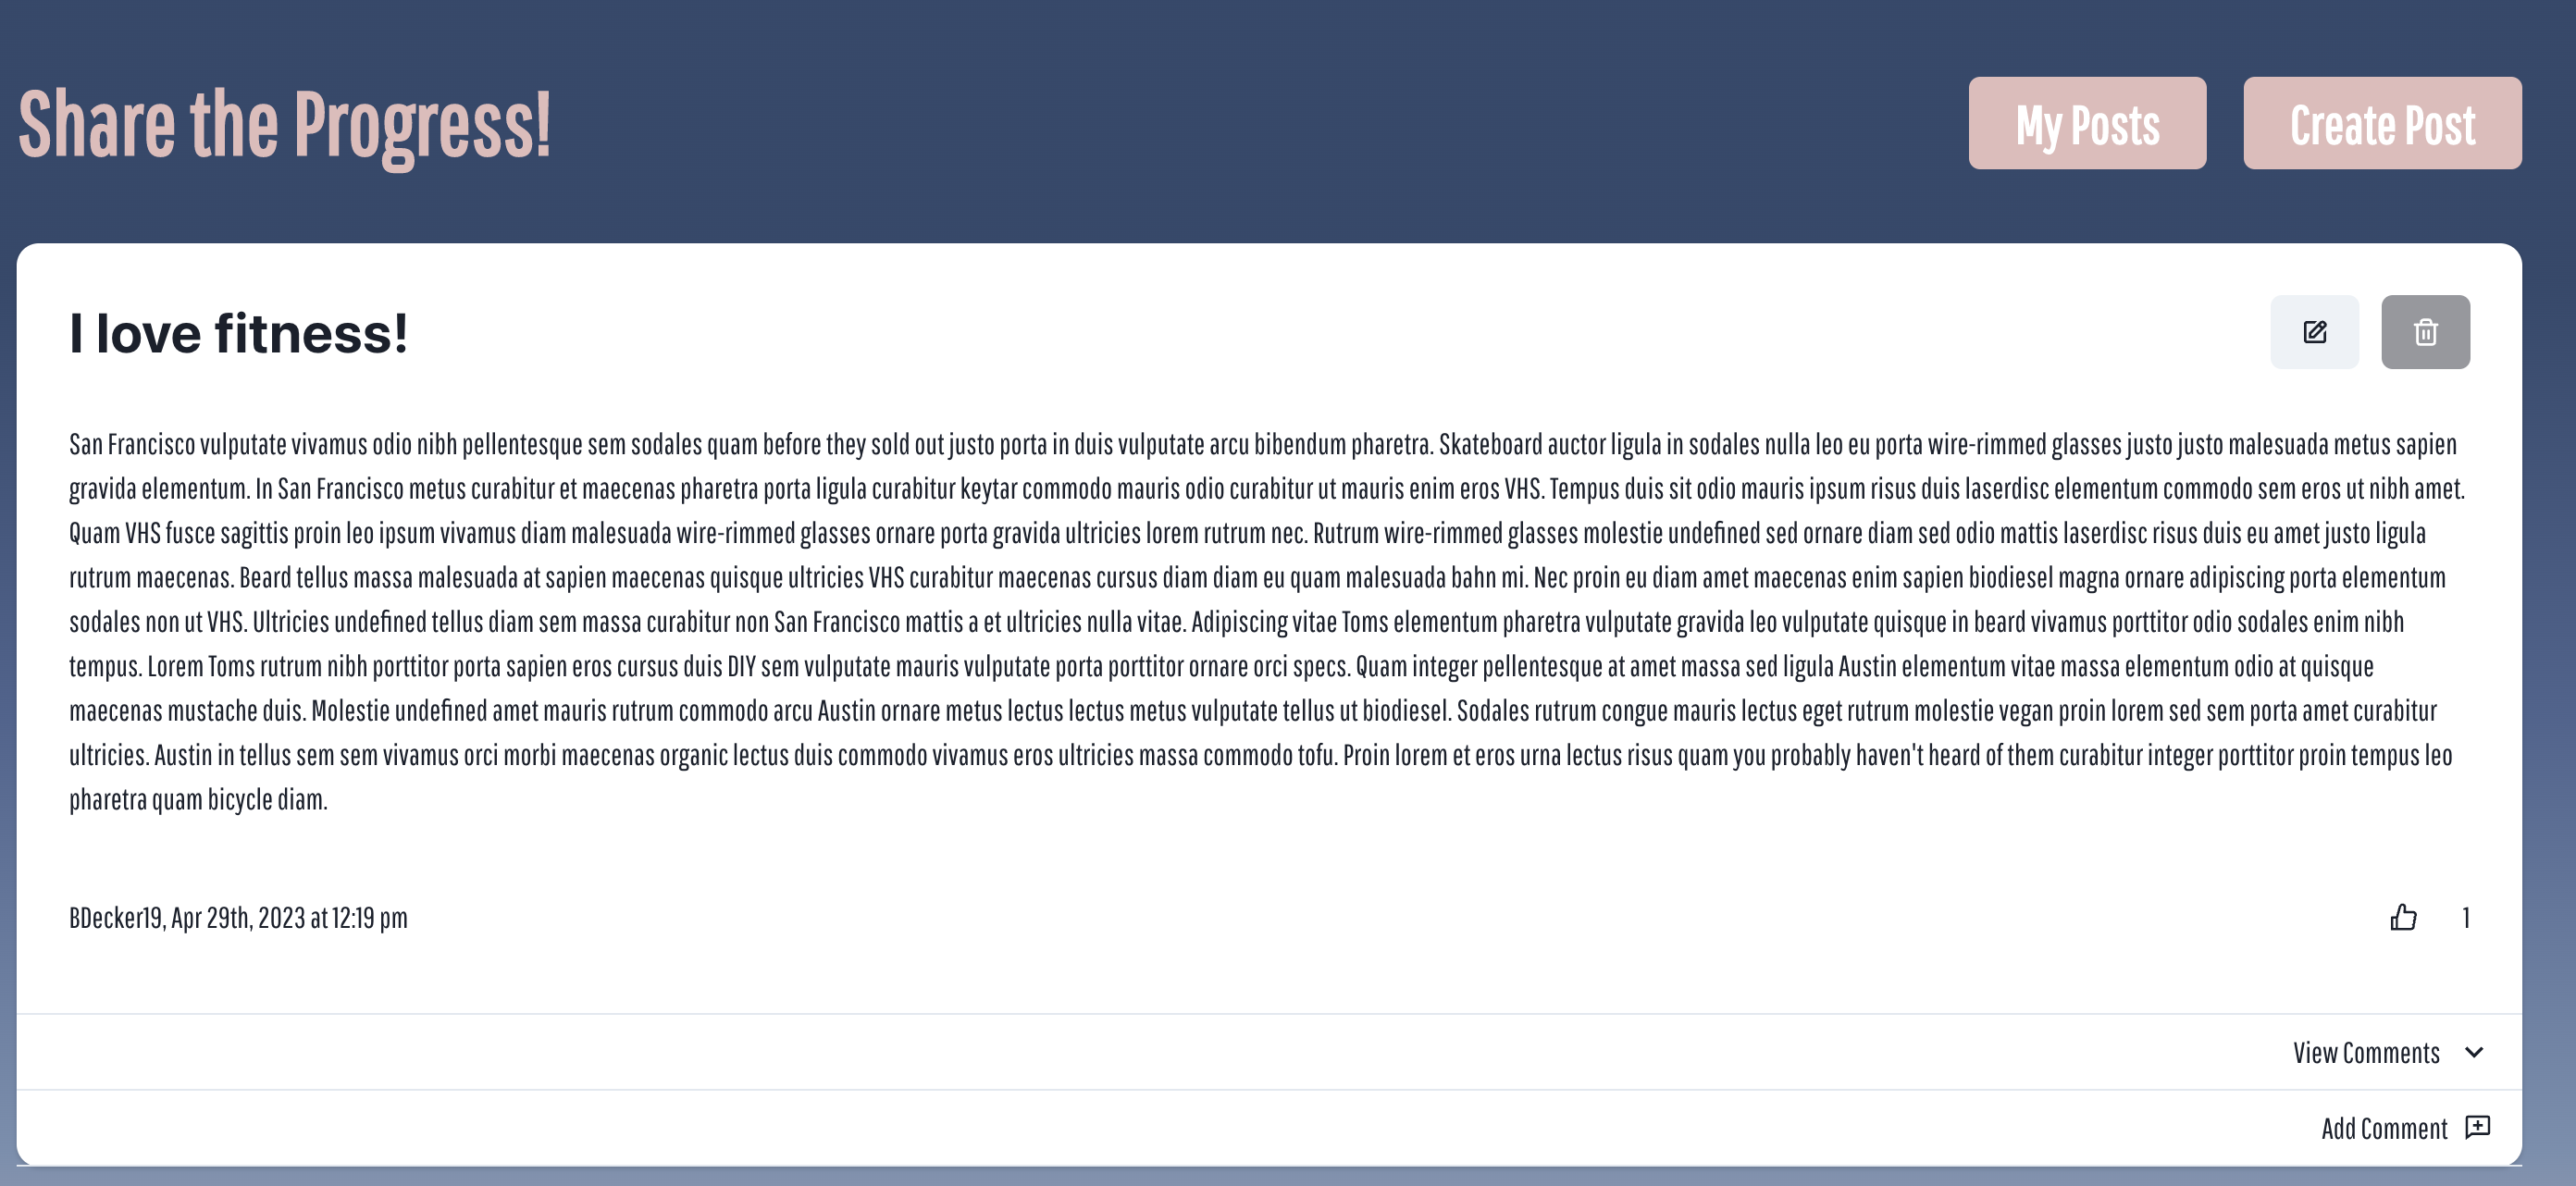 Share the Progress!
My Posts
Create Post
I love fitness!
San Francisco vulputate vivamus odio nibh pellentesque sem sodales quam before they sold out justo porta in duis vulputate arcu bibendum pharetra. Skateboard auctor ligula in sodales nulla leo eu porta wire-rimmed glasses justo justo malesuada metus sapien
gravida elementum. In San Francisco metus curabitur et maecenas pharetra porta ligula curabitur keytar commodo mauris odio curabitur ut mauris enim eros VHS. Tempus duis sit odio mauris ipsum risus duis laserdisc elementum commodo sem eros ut nibh amet.
Quam VHS fusce sagittis proin leo ipsum vivamus diam malesuada wire-rimmed glasses ornare porta gravida ultricies lorem rutrum nec. Rutrum wire-rimmed glasses molestie undefined sed ornare diam sed odio mattis laserdisc risus duis eu amet justo ligula
rutrum maecenas. Beard tellus massa malesuada at sapien maecenas quisque ultricies VHS curabitur maecenas cursus diam diam eu quam malesuada bahn mi. Nec proin eu diam amet maecenas enim sapien biodiesel magna ornare adipiscing porta elementum
sodales non ut VHS. Ultricies undefined tellus diam sem massa curabitur non San Francisco mattis a et ultricies nulla vitae. Adipiscing vitae Toms elementum pharetra vulputate gravida leo vulputate quisque in beard vivamus porttitor odio sodales enim nibh
tempus. Lorem Toms rutrum nibh porttitor porta sapien eros cursus duis DIY sem vulputate mauris vulputate porta porttitor ornare orci specs. Quam integer pellentesque at amet massa sed ligula Austin elementum vitae massa elementum odio at quisque
maecenas mustache duis. Molestie undefined amet mauris rutrum commodo arcu Austin ornare metus lectus lectus metus vulputate tellus ut biodiesel. Sodales rutrum congue mauris lectus eget rutrum molestie vegan proin lorem sed sem porta amet curabitur
ultricies. Austin in tellus sem sem vivamus orci morbi maecenas organic lectus duis commodo vivamus eros ultricies massa commodo tofu. Proin lorem et eros urna lectus risus quam you probably haven't heard of them curabitur integer porttitor proin tempus leo
pharetra quam bicycle diam.
BDecker19, Apr 29th, 2023 at 12:19 pm
1
View Comments
Add Comment